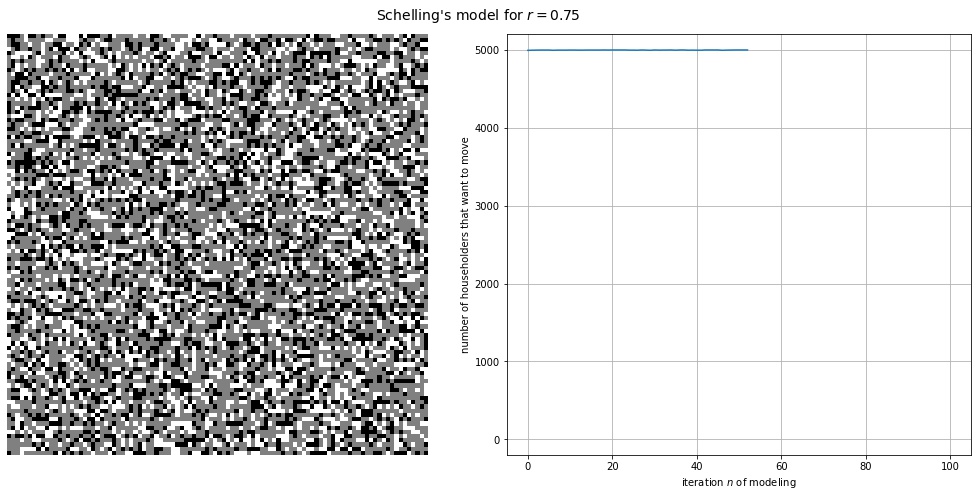 Schelling's model for r = 0.75
number of householders that want to move
5000
4000
3000
2000
1000
0
0 20 40 60 80 100
iteration n of modeling